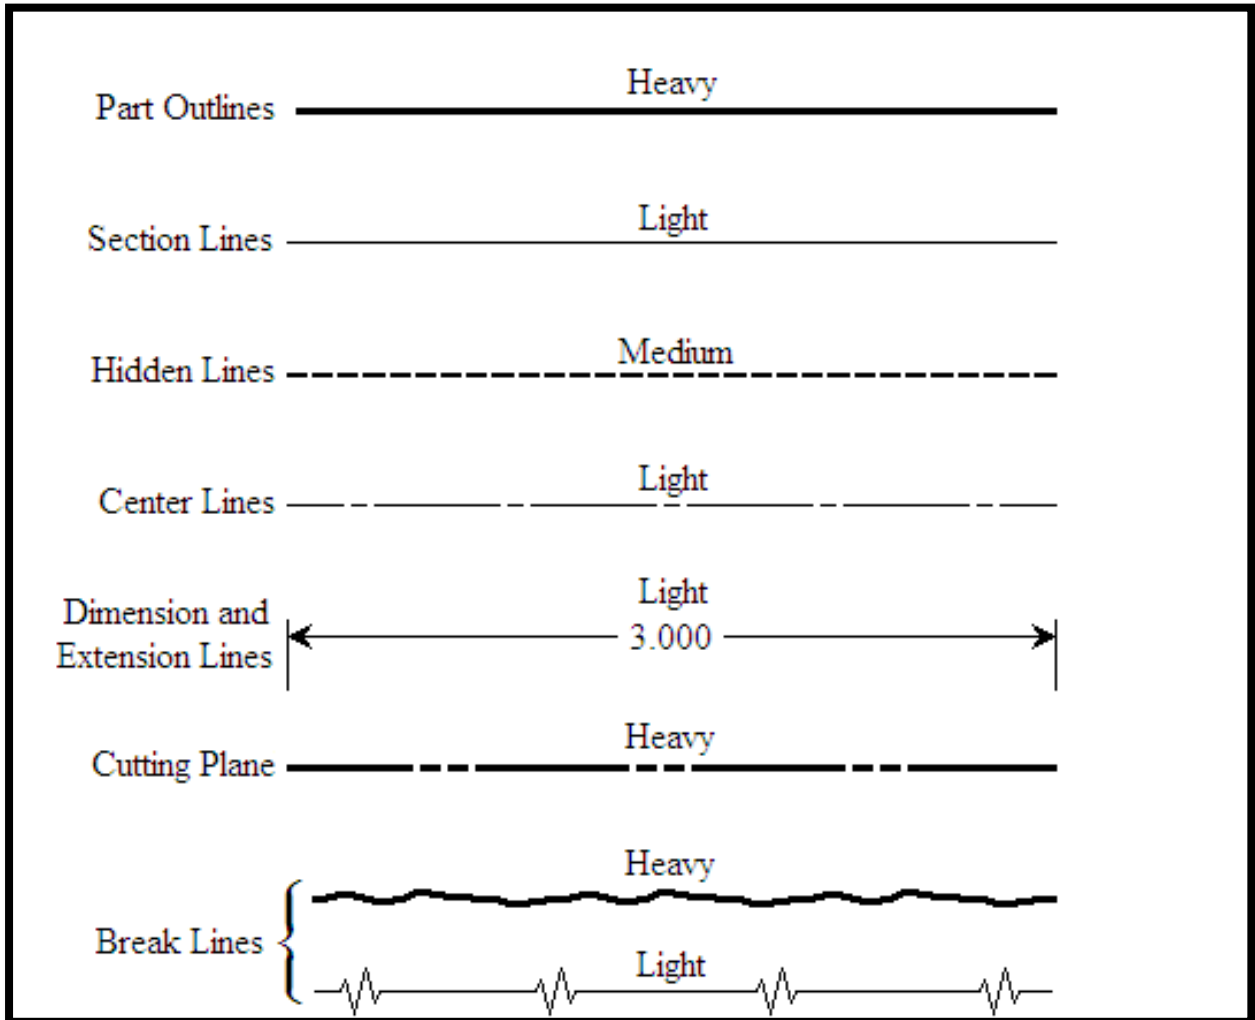 Heavy
Part Outlines
Light
Section Lines
Medium
Hidden Lines
Light
Center Lines
Light
Dimension and
Extension Lines
3.000
Heavy
Cutting Plane
Heavy
Break Lines
Light